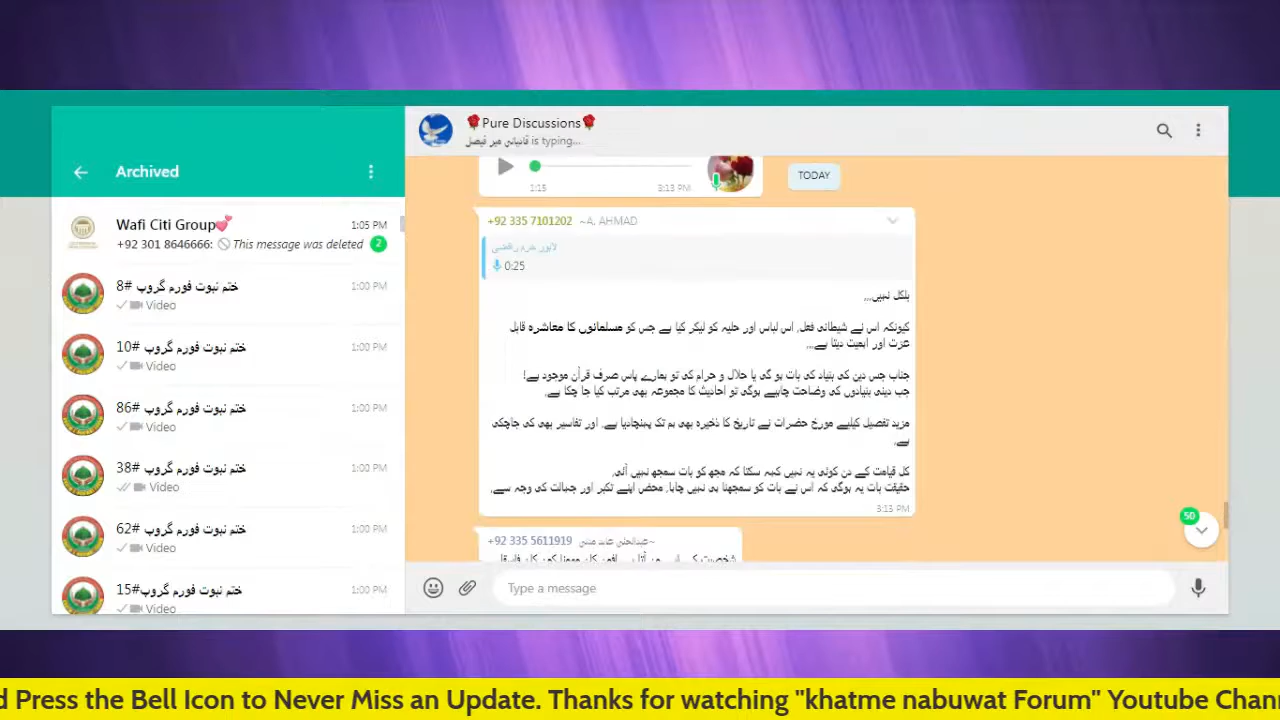 Archived
Wafi Citi Group💕
1:05 PM
+92 301 8646666: 🚫 This message was deleted
2
ختم نبوت فورم گروپ #8
1:00 PM
Video
ختم نبوت فورم گروپ #10
1:00 PM
Video
ختم نبوت فورم گروپ #86
1:00 PM
Video
ختم نبوت فورم گروپ #38
1:00 PM
Video
ختم نبوت فورم گروپ #62
1:00 PM
Video
ختم نبوت فورم گروپ#15
1:00 PM
Video
🌹Pure Discussions🌹
قادیانی میر فیصل is typing...
1:15
3:13 PM
TODAY
+92 335 7101202 ~A. AHMAD
0:25
بلکل نہیں,,,
کیونکہ اس نے شیطانی فعل, اس لباس اور حلیہ کو لیکر کیا ہے جس کو مسلمانوں کا معاشرہ قابل
عزت اور اہمیت دیتا ہے,,,
جناب جس دین کی بنیاد کی بات ہو گی یا حلال و حرام کی تو ہمارے پاس صرف قرآن موجود ہے!
جب دینی بنیادوں کی وضاحت چاہیے ہوگی تو احادیث کا مجموعہ بھی مرتب کیا جا چکا ہے,
مزید تفصیل کیلیے مورخ حضرات نے تاریخ کا ذخیرہ بھی ہم تک پہنچادیا ہے, اور تفاسیر بھی کی جاچکی
ہے,
کل قیامت کے دن کوئی یہ نہیں کہہ سکتا کہ مجھ کو بات سمجھ نہیں آئی,
حقیقت بات یہ ہوگی کہ اس نے بات کو سمجھنا ہی نہیں چاہا, محض اپنے تکبر اور جہالت کی وجہ سے,
3:13 PM
+92 335 5611919
50
Type a message
d Press the Bell Icon to Never Miss an Update. Thanks for watching "khatme nabuwat Forum" Youtube Chan